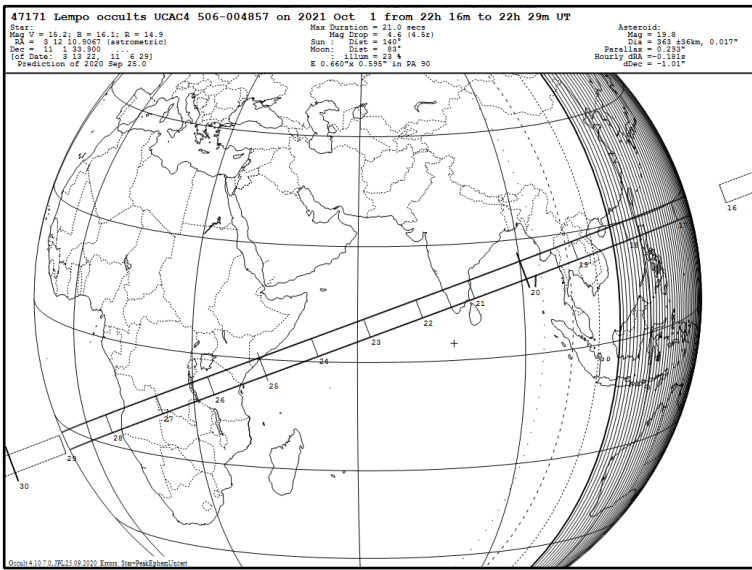 47171 Lempo occults UCAC4 506-004857 on 2021 Oct 1 from 22h 16m to 22h 29m UT
Star:
Mag V = 15.2; B = 16.1; R = 14.9
RA = 3 12 10.9067 (astrometric)
Dec = 11 1 33.900 ...
[of Date: 3 13 22, 11 6 29]
Prediction of 2020 Sep 25.0
Max Duration = 21.0 secs
Mag Drop = 4.6 (4.5r)
Sun : Dist = 140°
Moon: Dist = 83°
: illum = 23 %
E 0.660"x 0.595" in PA 90
Asteroid:
Mag = 19.8
Dia = 363 ±36km, 0.017"
Parallax = 0.293"
Hourly dRA =-0.181s
dDec = -1.01"
16
17
18
19
20
21
22
23
24
25
26
27
28
29
30
Occult 4.10.7.0, JPL25.09.2020 Errors: Star+PeakEphemUncert